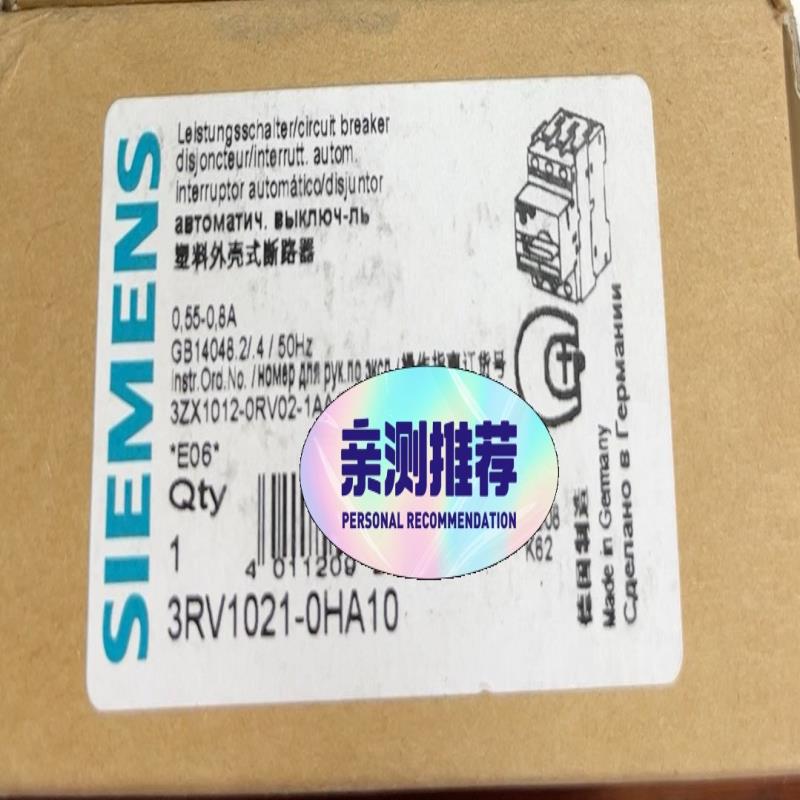 SIEMENS
Leistungsschalter/circuit breaker
disjoncteur/interrutt. autom.
interruptor automático/disjuntor
автоматич. выключ-ль
塑料外壳式断路器
0,55-0,8A
GB14048.2/.4 / 50Hz
Instr.Ord.No. /номер для рук.по эксп./操作指南订货号
3ZX1012-0RV02-1A
*E06*
Qty
1
4 011209
K62
3RV1021-0HA10
德国制造
Made in Germany
Сделано в Германии
亲测推荐
PERSONAL RECOMMENDATION